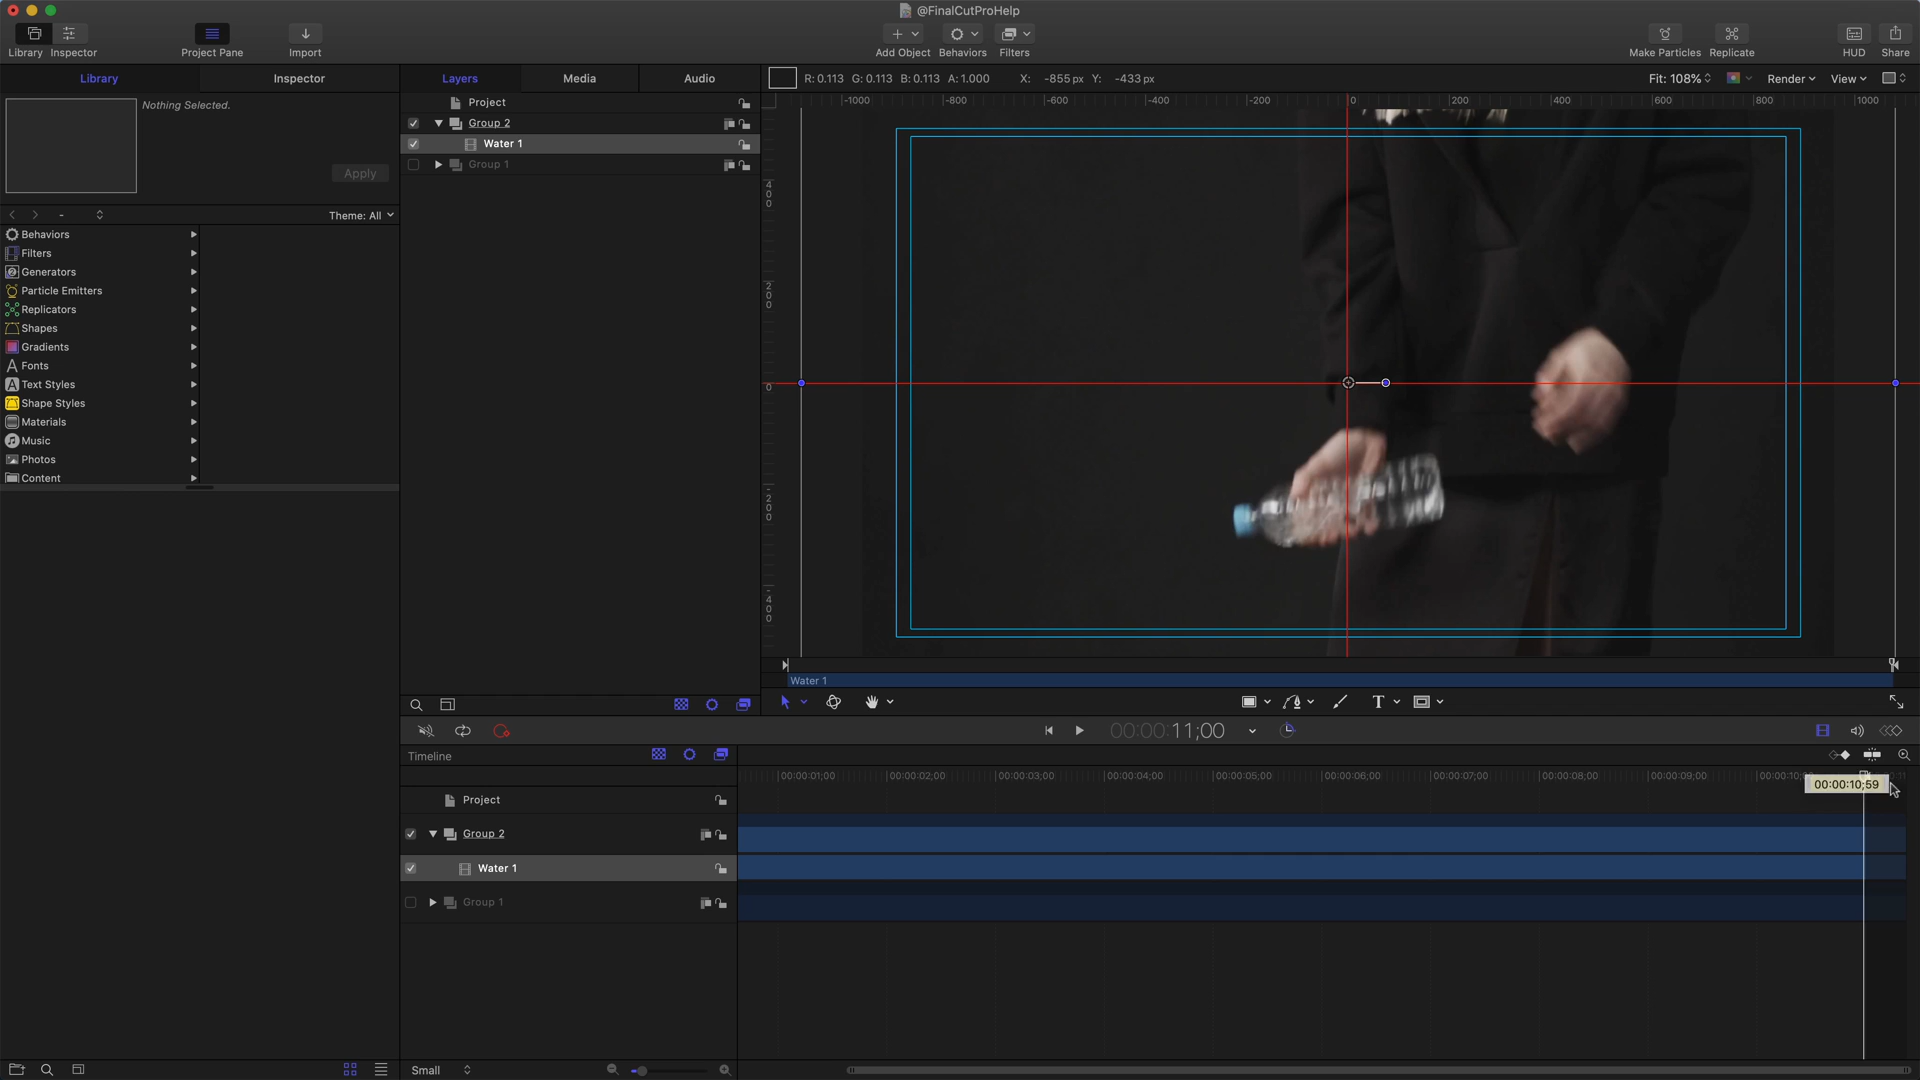 @FinalCutProHelp
Library Inspector Project Pane Import Add Object Behaviors Filters Make Particles Replicate HUD Share
Library Inspector Layers Media Audio R: 0.113 G: 0.113 B: 0.113 A: 1.000 X: -855 px Y: -433 px Fit: 108% Render View
Nothing Selected.
Apply
- Theme: All
Behaviors
Filters
Generators
Particle Emitters
Replicators
Shapes
Gradients
Fonts
Text Styles
Shape Styles
Materials
Music
Photos
Content
Project
Group 2
Water 1
Group 1
-1000 -800 -600 -400 -200 0 200 400 600 800 1000
400
200
0
-200
-400
Water 1
T
00:00:00:11;00
Timeline
00:00:01;00 00:00:02;00 00:00:03;00 00:00:04;00 00:00:05;00 00:00:06;00 00:00:07;00 00:00:08;00 00:00:09;00
00:00:10;59
Project
Group 2
Water 1
Group 1
Small